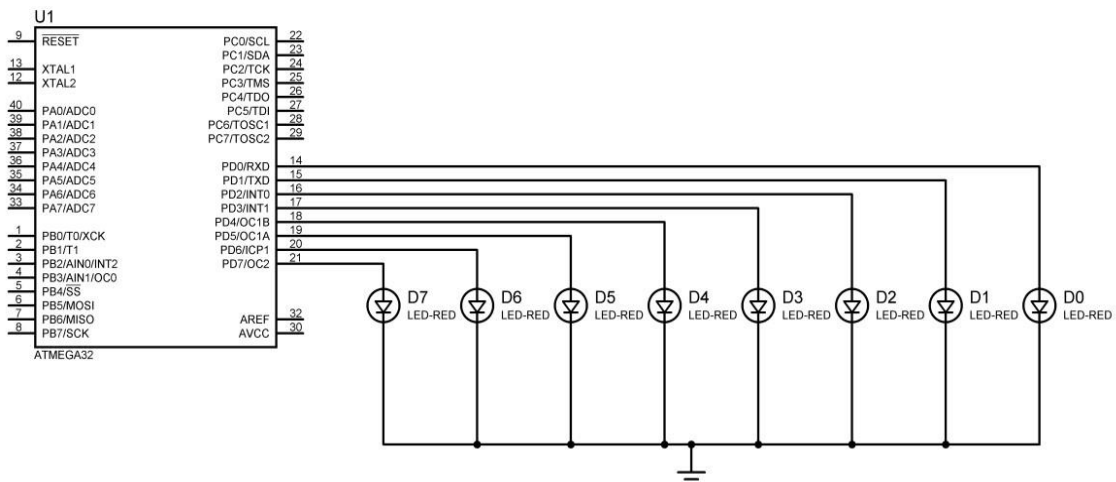 U1
9 RESET
13 XTAL1
12 XTAL2
40 PA0/ADC0
39 PA1/ADC1
38 PA2/ADC2
37 PA3/ADC3
36 PA4/ADC4
35 PA5/ADC5
34 PA6/ADC6
33 PA7/ADC7
1 PB0/T0/XCK
2 PB1/T1
3 PB2/AIN0/INT2
4 PB3/AIN1/OC0
5 PB4/SS
6 PB5/MOSI
7 PB6/MISO
8 PB7/SCK
PC0/SCL 22
PC1/SDA 23
PC2/TCK 24
PC3/TMS 25
PC4/TDO 26
PC5/TDI 27
PC6/TOSC1 28
PC7/TOSC2 29
PD0/RXD 14
PD1/TXD 15
PD2/INT0 16
PD3/INT1 17
PD4/OC1B 18
PD5/OC1A 19
PD6/ICP1 20
PD7/OC2 21
AREF 32
AVCC 30
ATMEGA32
D7
LED-RED
D6
LED-RED
D5
LED-RED
D4
LED-RED
D3
LED-RED
D2
LED-RED
D1
LED-RED
D0
LED-RED